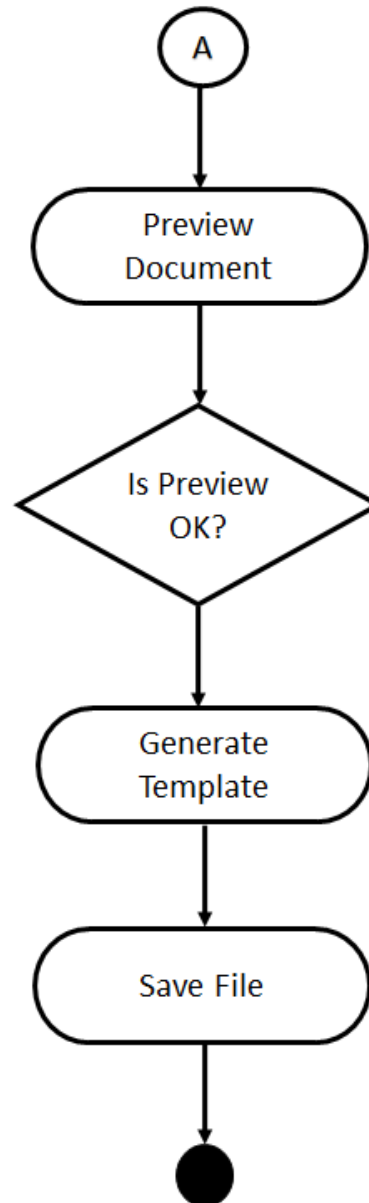 A
Preview
Document
Is Preview
OK?
Generate
Template
Save File